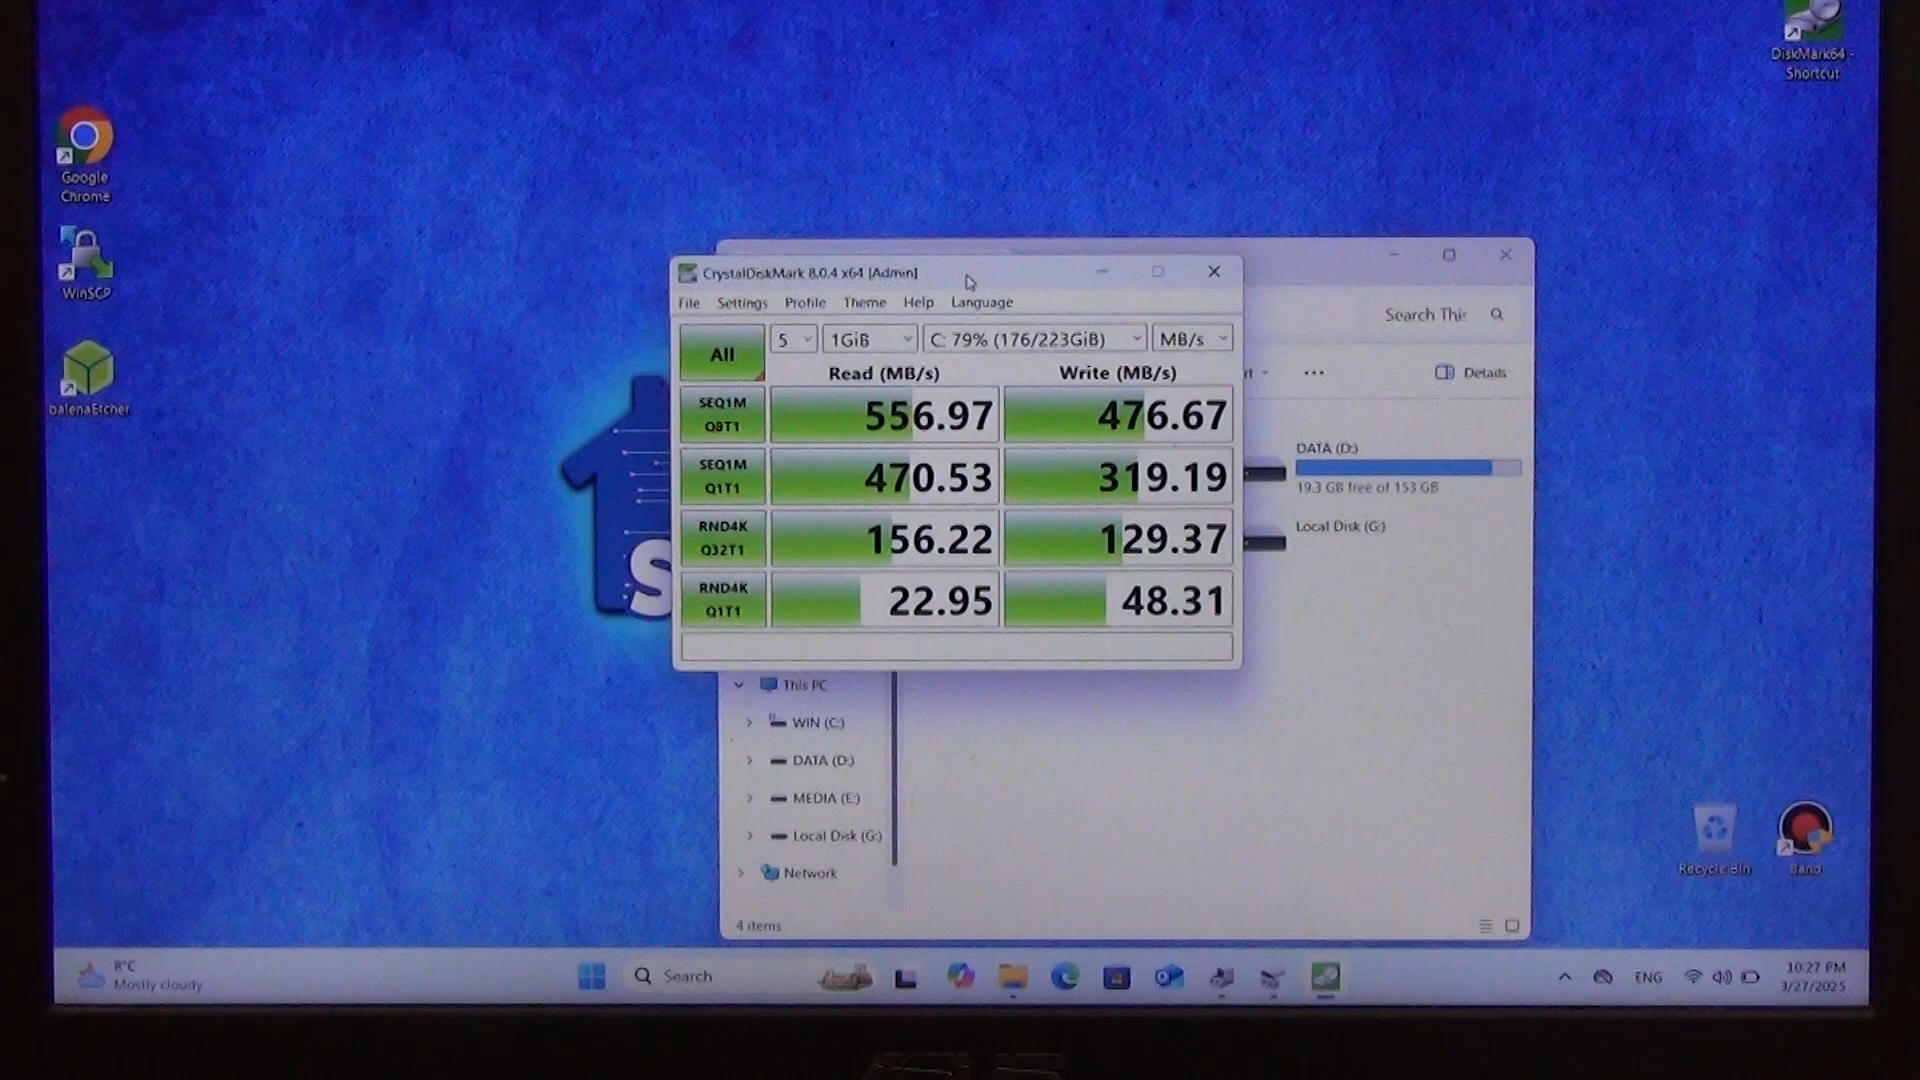 DiskMark64 -
Shortcut
Google
Chrome
WinSCP
balenaEtcher
S
CrystalDiskMark 8.0.4 x64 [Admin]
File Settings Profile Theme Help Language
All
5 1GiB C: 79% (176/223GiB) MB/s
Read (MB/s) Write (MB/s)
SEQ1M
Q8T1
556.97 476.67
SEQ1M
Q1T1
470.53 319.19
RND4K
Q32T1
156.22 129.37
RND4K
Q1T1
22.95 48.31
Search This
Details
DATA (D:)
19.3 GB free of 153 GB
Local Disk (G:)
This PC
WIN (C:)
DATA (D:)
MEDIA (E:)
Local Disk (G:)
Network
4 items
Recycle Bin
Band
8°C
Mostly cloudy
Search
ENG
10:27 PM
3/27/2025